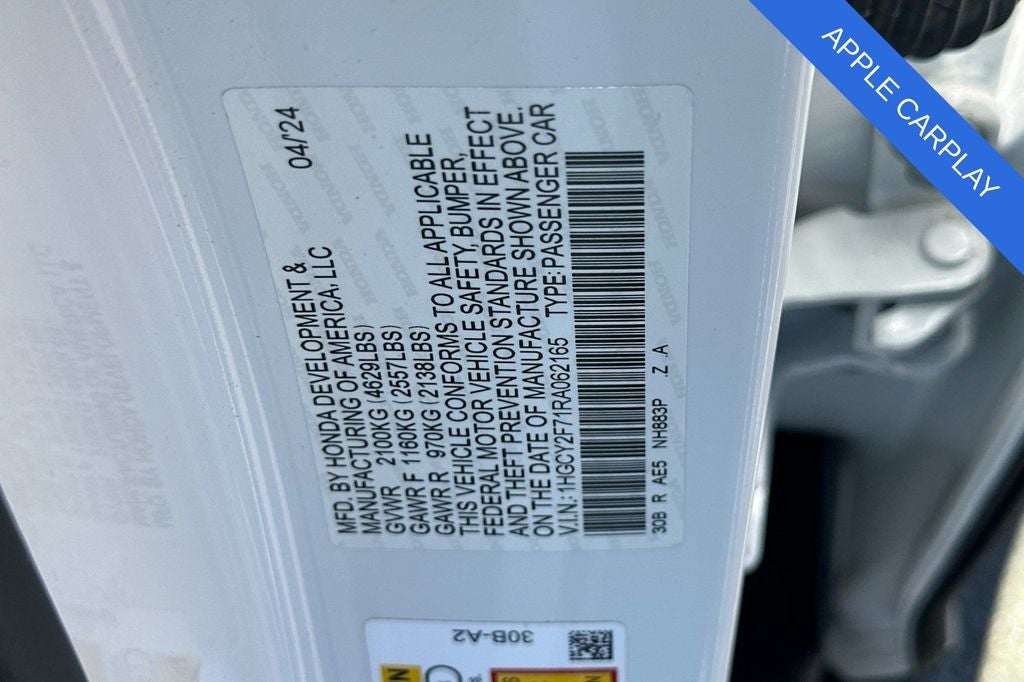 APPLE CARPLAY
MFD. BY HONDA DEVELOPMENT & 04/24
MANUFACTURING OF AMERICA, LLC
GVWR 2100KG (4629LBS)
GAWR F 1160KG (2557LBS)
GAWR R 970KG (2138LBS)
THIS VEHICLE CONFORMS TO ALL APPLICABLE
FEDERAL MOTOR VEHICLE SAFETY, BUMPER,
AND THEFT PREVENTION STANDARDS IN EFFECT
ON THE DATE OF MANUFACTURE SHOWN ABOVE.
V.I.N.: 1HGCY2F71RA062165 TYPE: PASSENGER CAR
30B R AE5 NH883P .Z .A
30B-A2